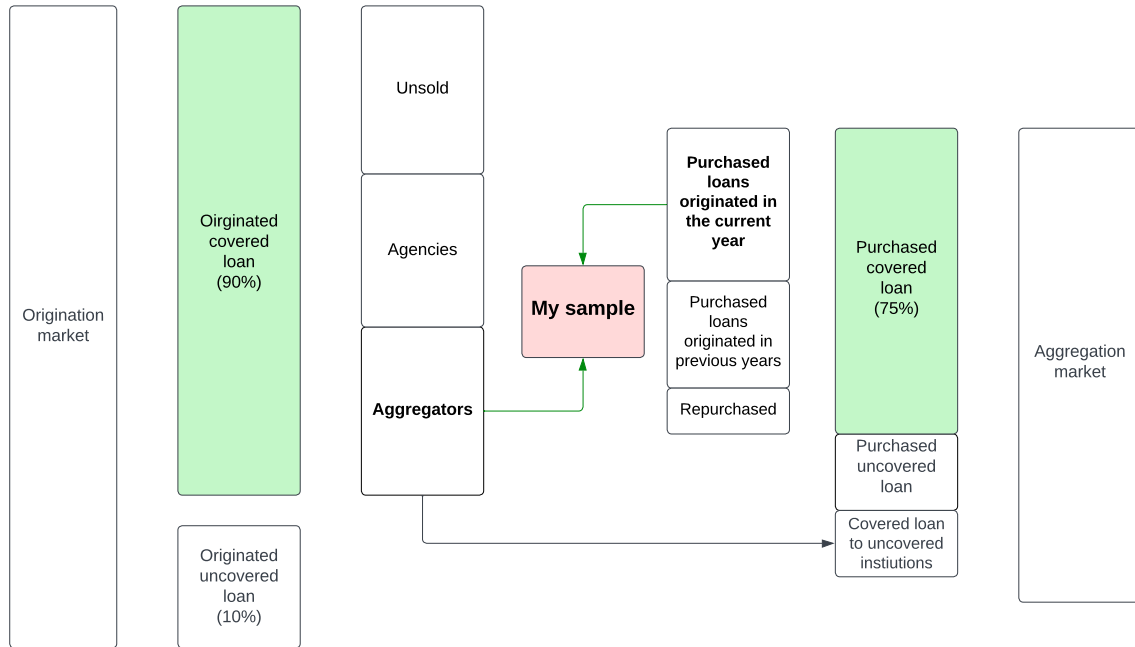 Origination
market
Oirginated
covered
loan
(90%)
Originated
uncovered
loan
(10%)
Unsold
Agencies
Aggregators
My sample
Purchased
loans
originated in
the current
year
Purchased
loans
originated in
previous years
Repurchased
Purchased
covered
loan
(75%)
Purchased
uncovered
loan
Covered loan
to uncovered
instiutions
Aggregation
market